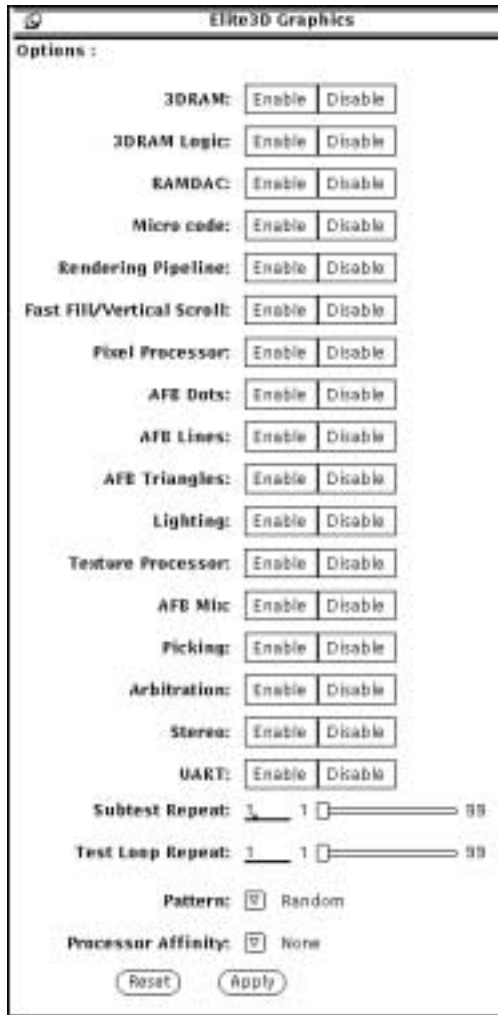 Elite3D Graphics
Options :
3DRAM: Enable Disable
3DRAM Logic: Enable Disable
RAMDAC: Enable Disable
Micro code: Enable Disable
Rendering Pipeline: Enable Disable
Fast Fill/Vertical Scroll: Enable Disable
Pixel Processor: Enable Disable
AFB Dots: Enable Disable
AFB Lines: Enable Disable
AFB Triangles: Enable Disable
Lighting: Enable Disable
Texture Processor: Enable Disable
AFB Mix: Enable Disable
Picking: Enable Disable
Arbitration: Enable Disable
Stereo: Enable Disable
UART: Enable Disable
Subtest Repeat: 1 1 99
Test Loop Repeat: 1 1 99
Pattern: Random
Processor Affinity: None
Reset Apply